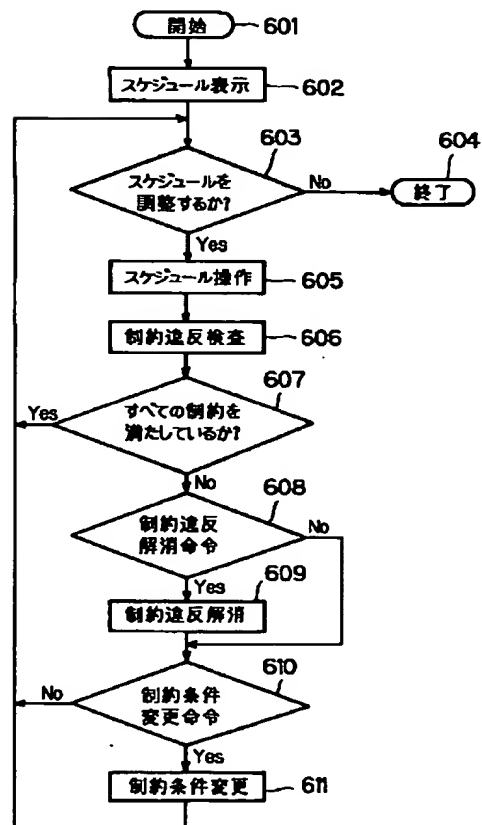 開始
601
スケジュール表示
602
603
スケジュールを
調整するか?
No
604
終了
Yes
スケジュール操作
605
制約違反検査
606
607
すべての制約を
満たしているか?
Yes
No
608
制約違反
解消命令
No
Yes
609
制約違反解消
610
制約条件
変更命令
No
Yes
制約条件変更
611